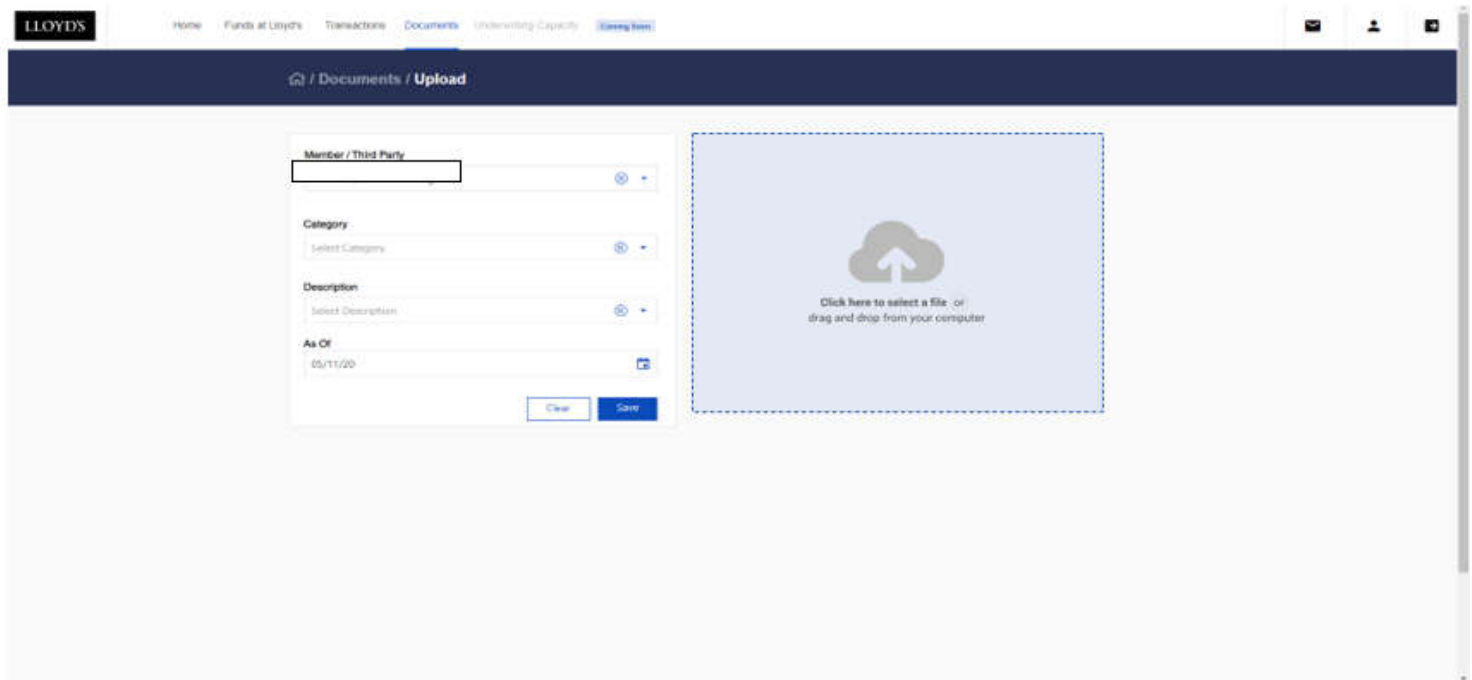 LLOYD'S
Home Funds at Lloyd's Transactions Documents Underwriting Capacity Coming Soon
/ Documents / Upload
Member / Third Party
Category
Select Category
Description
Select Description
As Of
05/11/20
Clear Save
Click here to select a file or
drag and drop from your computer